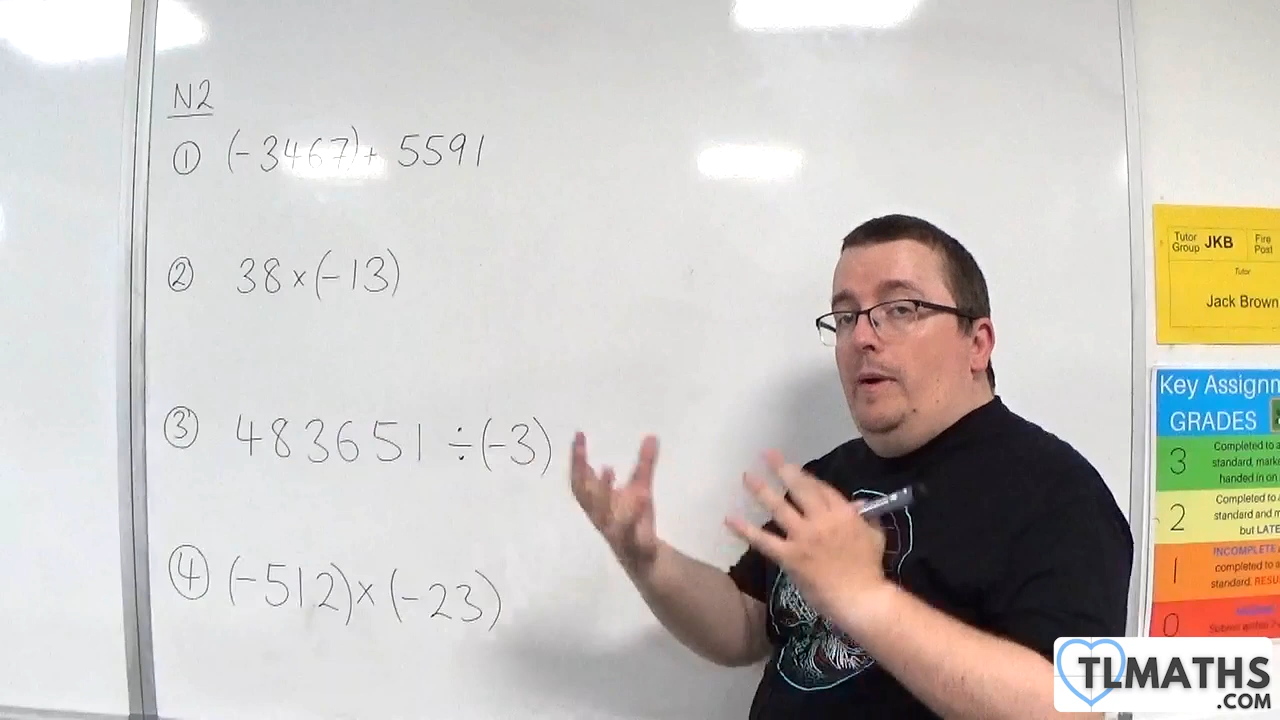 N2
① (-3467) + 5591
② 38 × (-13)
③ 483651 ÷ (-3)
④ (-512) × (-23)
Tutor Group JKB Fire Post
Tutor
Jack Brown
Key Assignm
GRADES
3 Completed to a
standard, marke
handed in on
2 Completed to
standard and m
but LATE
1 INCOMPLETE
completed to a
standard. RESU
0
TLMATHS
.COM